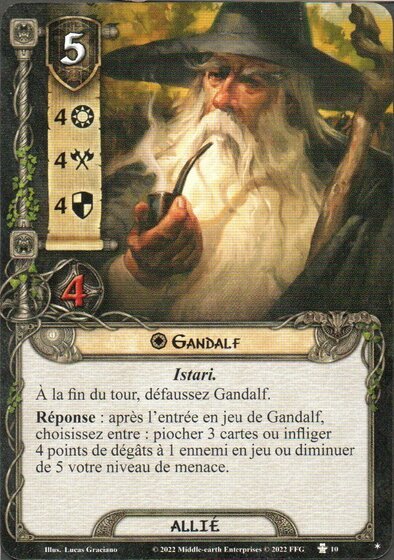 5
4
4
4
4
Gandalf
Istari.
À la fin du tour, défaussez Gandalf.
Réponse : après l'entrée en jeu de Gandalf,
choisissez entre : piocher 3 cartes ou infliger
4 points de dégâts à 1 ennemi en jeu ou diminuer
de 5 votre niveau de menace.
ALLIÉ
Illus. Lucas Graciano © 2022 Middle-earth Enterprises © 2022 FFG 10